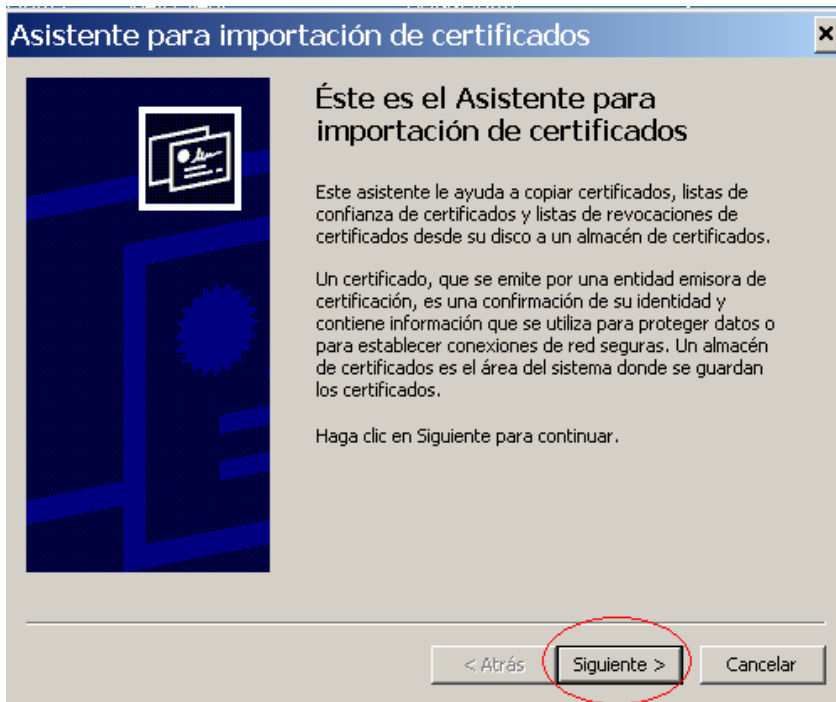 Asistente para importación de certificados
Éste es el Asistente para
importación de certificados
Este asistente le ayuda a copiar certificados, listas de
confianza de certificados y listas de revocaciones de
certificados desde su disco a un almacén de certificados.
Un certificado, que se emite por una entidad emisora de
certificación, es una confirmación de su identidad y
contiene información que se utiliza para proteger datos o
para establecer conexiones de red seguras. Un almacén
de certificados es el área del sistema donde se guardan
los certificados.
Haga clic en Siguiente para continuar.
< Atrás Siguiente > Cancelar